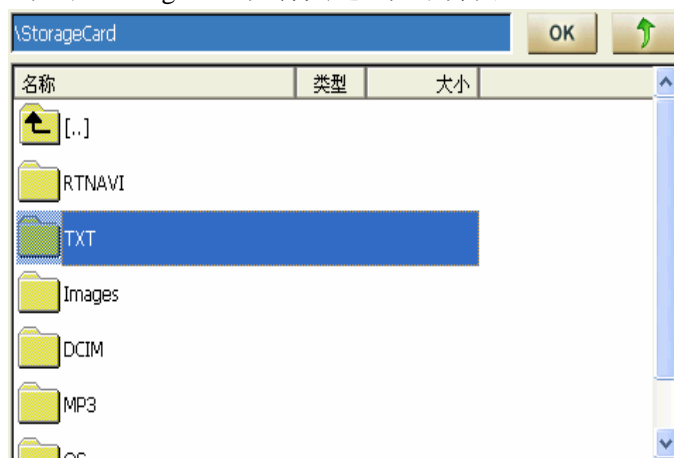 \StorageCard OK
名称 类型 大小
[..]
RTNAVI
TXT
Images
DCIM
MP3